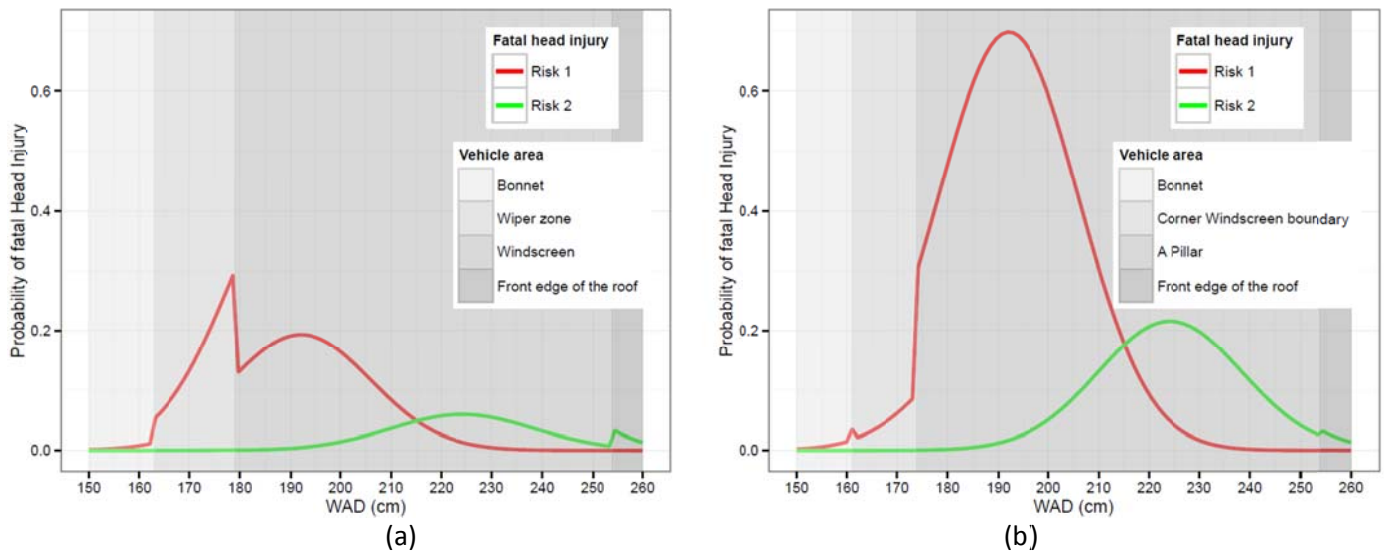 Probability of fatal Head Injury
0.6
0.4
0.2
0.0
Fatal head injury
Risk 1
Risk 2
Vehicle area
Bonnet
Wiper zone
Windscreen
Front edge of the roof
150 160 170 180 190 200 210 220 230 240 250 260
WAD (cm)
(a)
Probability of fatal Head Injury
0.6
0.4
0.2
0.0
Fatal head injury
Risk 1
Risk 2
Vehicle area
Bonnet
Corner Windscreen boundary
A Pillar
Front edge of the roof
150 160 170 180 190 200 210 220 230 240 250 260
WAD (cm)
(b)